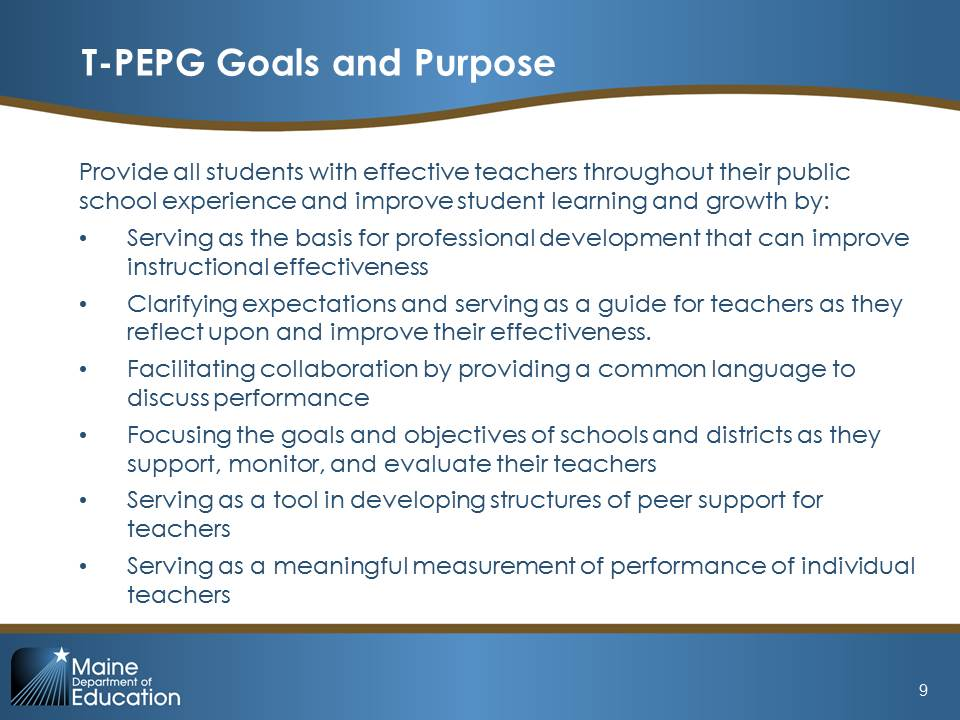 T-PEPG Goals and Purpose
Provide all students with effective teachers throughout their public
school experience and improve student learning and growth by:
• Serving as the basis for professional development that can improve
instructional effectiveness
• Clarifying expectations and serving as a guide for teachers as they
reflect upon and improve their effectiveness.
• Facilitating collaboration by providing a common language to
discuss performance
• Focusing the goals and objectives of schools and districts as they
support, monitor, and evaluate their teachers
• Serving as a tool in developing structures of peer support for
teachers
• Serving as a meaningful measurement of performance of individual
teachers
Maine
Department of
Education
9